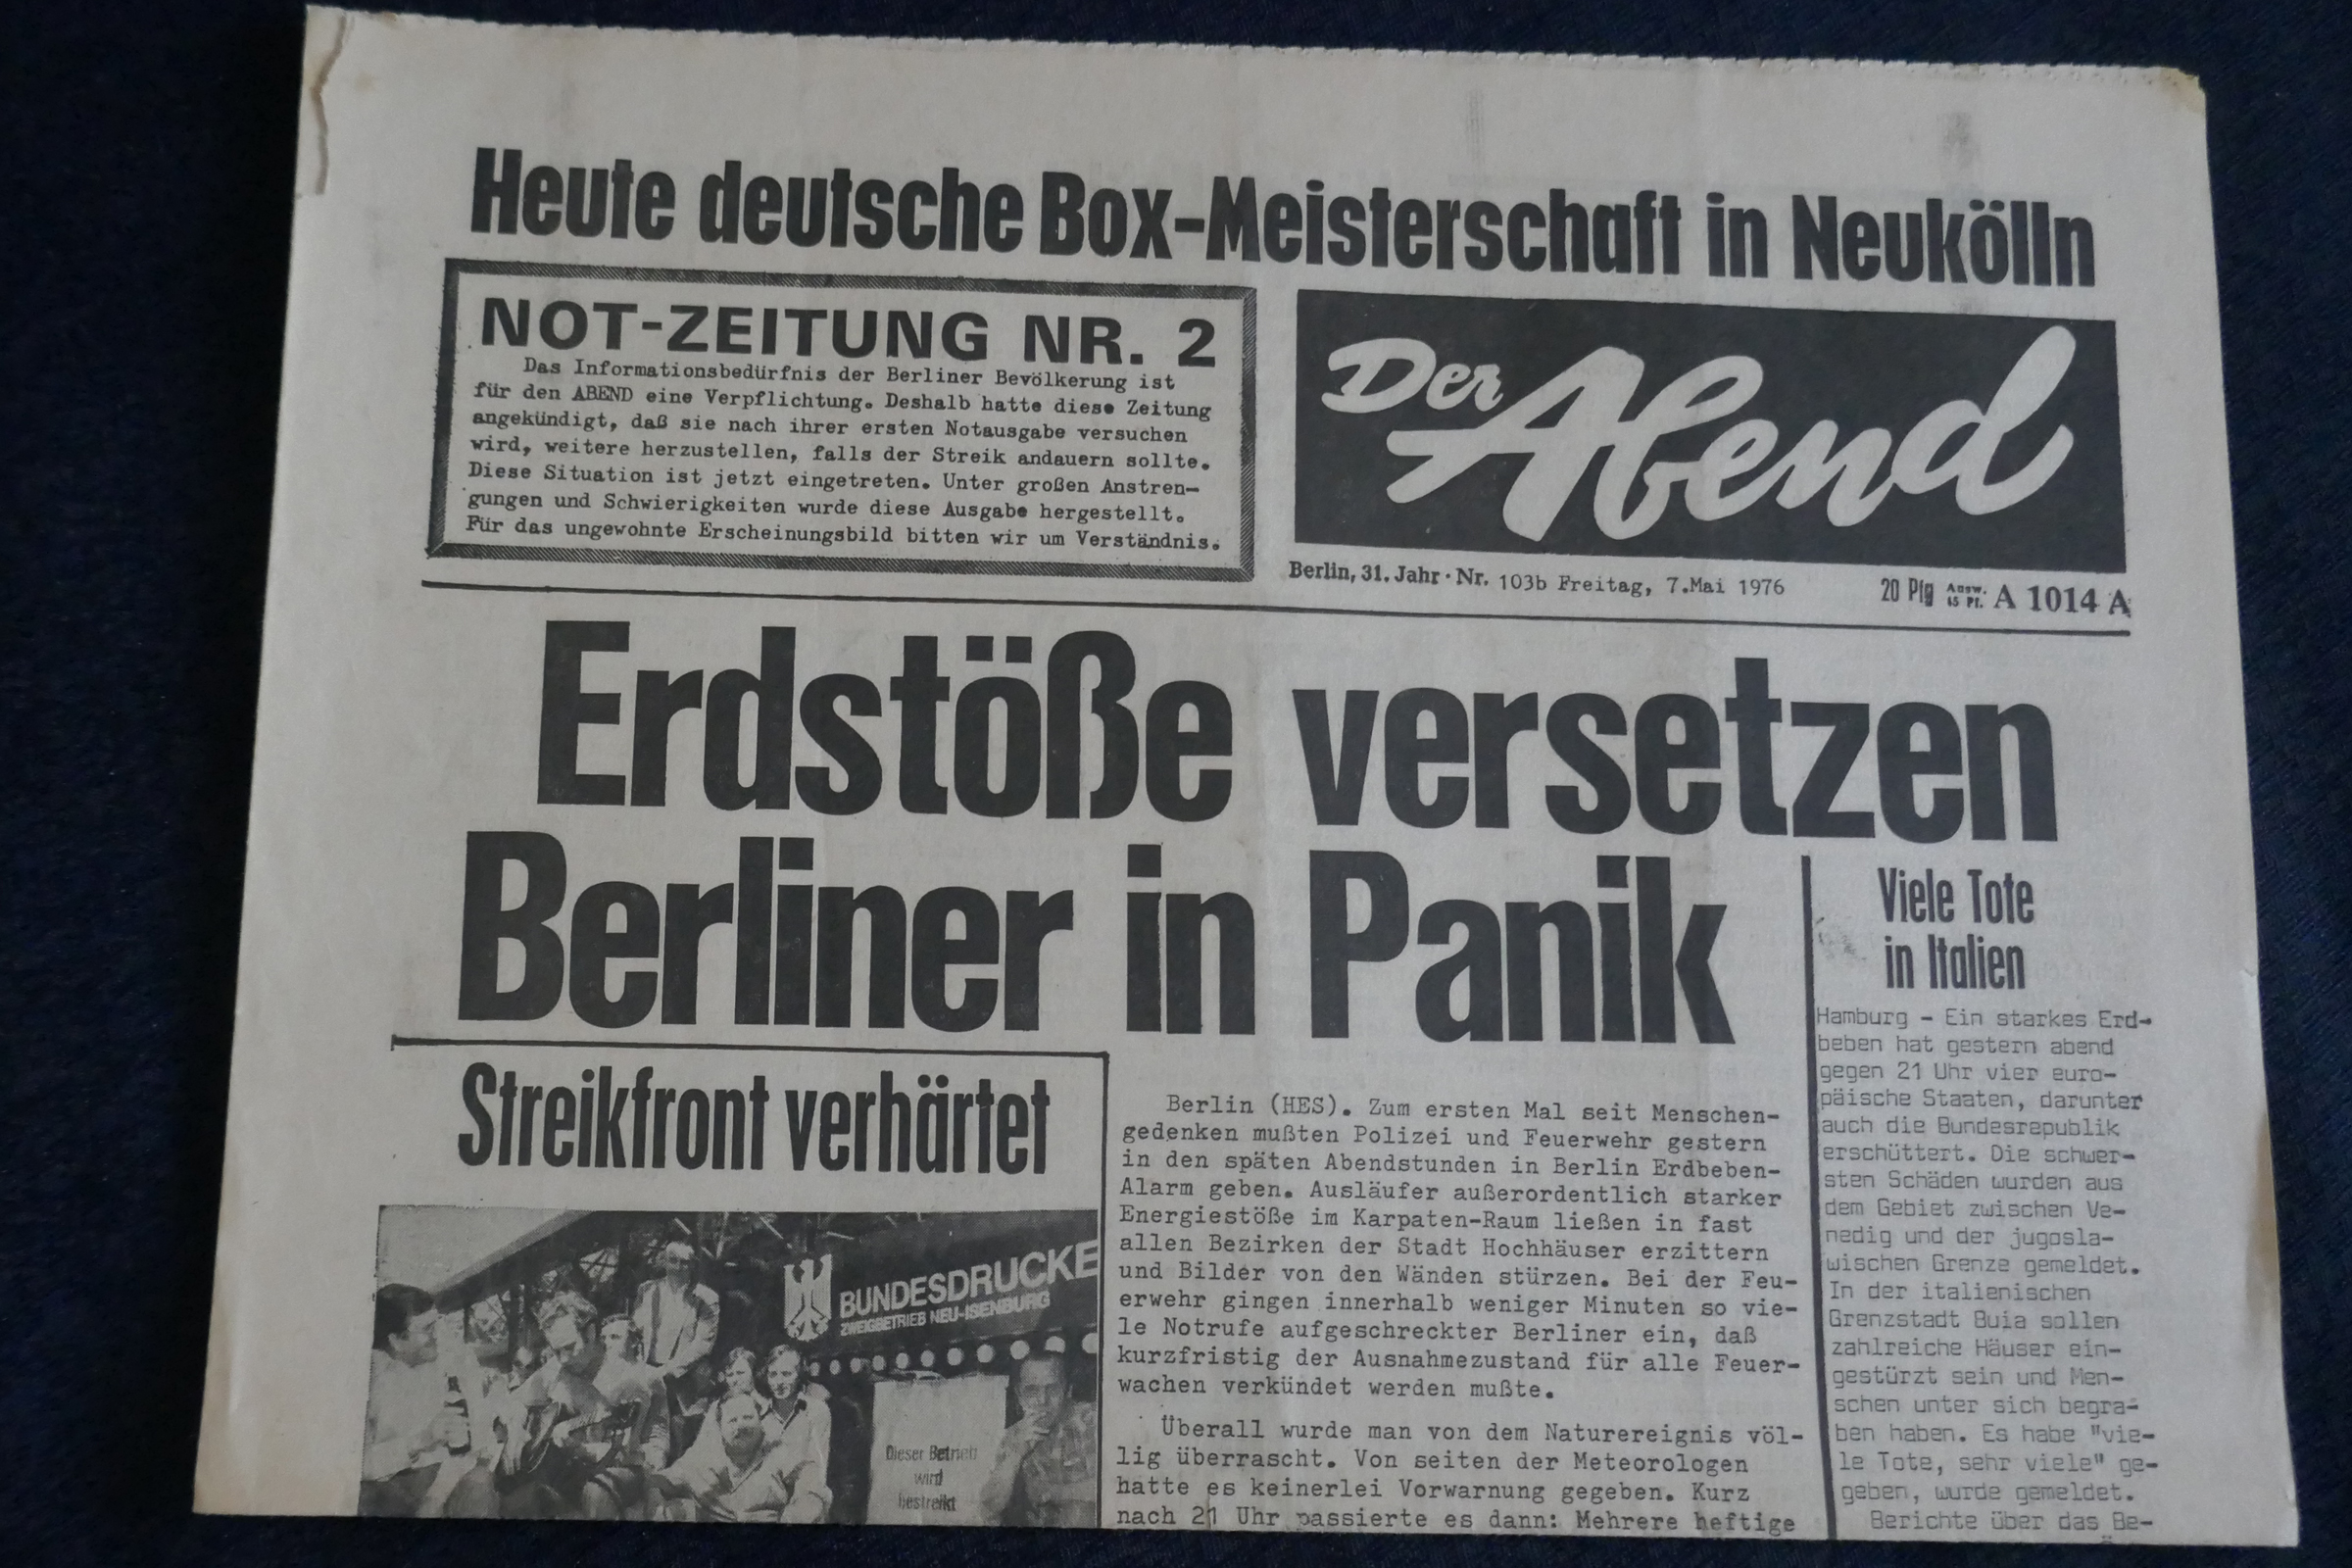 Heute deutsche Box-Meisterschaft in Neukölln
NOT-ZEITUNG NR. 2
Das Informationsbedürfnis der Berliner Bevölkerung ist
für den ABEND eine Verpflichtung. Deshalb hatte diese Zeitung
angekündigt, daß sie nach ihrer ersten Notausgabe versuchen
wird, weitere herzustellen, falls der Streik andauern sollte.
Diese Situation ist jetzt eingetreten. Unter großen Anstren-
gungen und Schwierigkeiten wurde diese Ausgabe hergestellt.
Für das ungewohnte Erscheinungsbild bitten wir um Verständnis.
Der Abend
Berlin, 31. Jahr · Nr. 103b Freitag, 7.Mai 1976
20 Pfg Ausw. 45 Pf. A 1014 A
Erdstöße versetzen
Berliner in Panik
Streikfront verhärtet
BUNDESDRUCKE
ZWEIGBETRIEB NEU-ISENBURG
Dieser Betrieb
wird
bestreikt
Berlin (HES). Zum ersten Mal seit Menschen-
gedenken mußten Polizei und Feuerwehr gestern
in den späten Abendstunden in Berlin Erdbeben-
Alarm geben. Ausläufer außerordentlich starker
Energiestöße im Karpaten-Raum ließen in fast
allen Bezirken der Stadt Hochhäuser erzittern
und Bilder von den Wänden stürzen. Bei der Feu-
erwehr gingen innerhalb weniger Minuten so vie-
le Notrufe aufgeschreckter Berliner ein, daß
kurzfristig der Ausnahmezustand für alle Feuer-
wachen verkündet werden mußte.
Überall wurde man von dem Naturereignis völ-
lig überrascht. Von seiten der Meteorologen
hatte es keinerlei Vorwarnung gegeben. Kurz
nach 21 Uhr passierte es dann: Mehrere heftige
Viele Tote
in Italien
Hamburg - Ein starkes Erd-
beben hat gestern abend
gegen 21 Uhr vier euro-
päische Staaten, darunter
auch die Bundesrepublik
erschüttert. Die schwer-
sten Schäden wurden aus
dem Gebiet zwischen Ve-
nedig und der jugosla-
wischen Grenze gemeldet.
In der italienischen
Grenzstadt Buia sollen
zahlreiche Häuser ein-
gestürzt sein und Men-
schen unter sich begra-
ben haben. Es habe "vie-
le Tote, sehr viele" ge-
geben, wurde gemeldet.
Berichte über das Be-